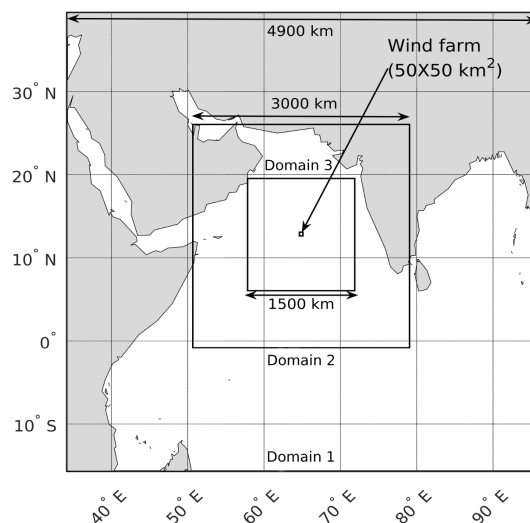 4900 km
Wind farm
(50X50 km²)
30° N
3000 km
20° N
Domain 3
10° N
1500 km
0°
Domain 2
10° S
Domain 1
40° E
50° E
60° E
70° E
80° E
90° E